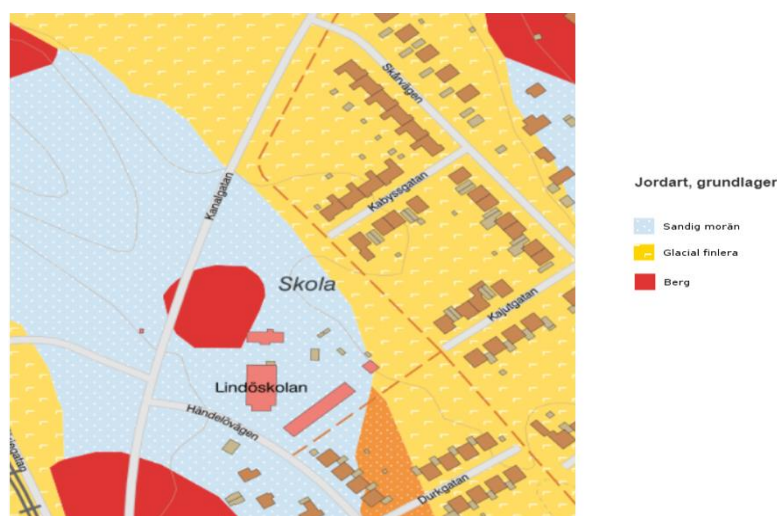 Skärvägen
Kanalgatan
Kabyssgatan
Skola
Kajutgatan
Lindöskolan
Händelövägen
Durkgatan
Jordart, grundlager
Sandig morän
Glacial finlera
Berg